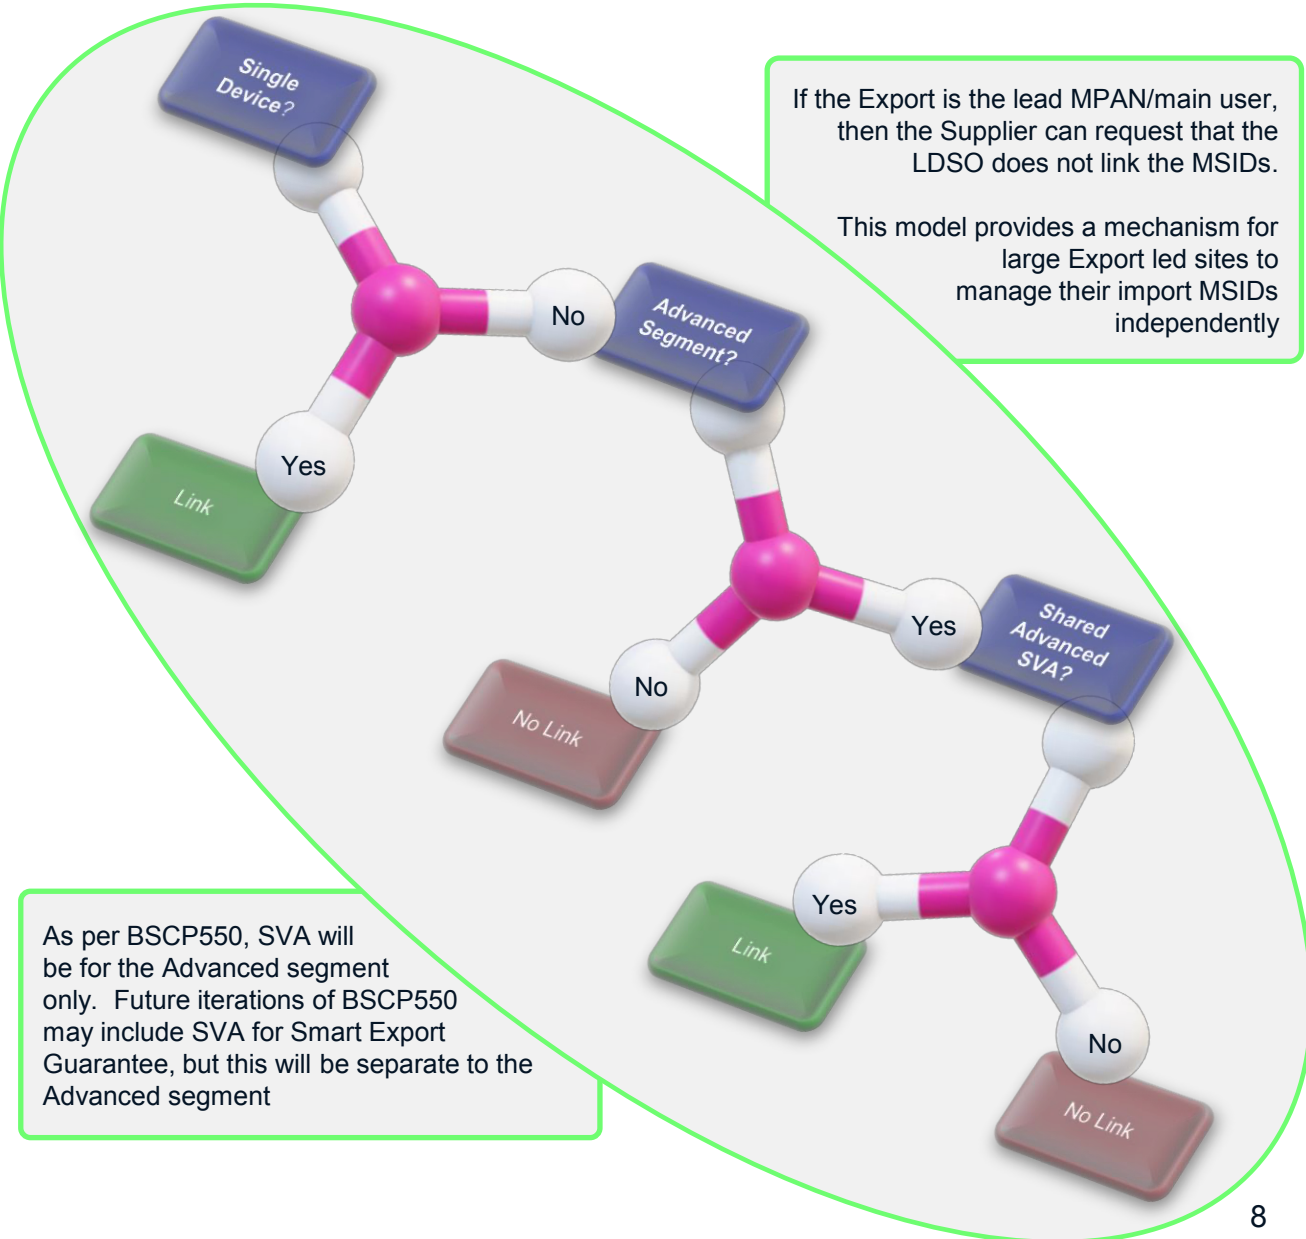 Single
Device?
If the Export is the lead MPAN/main user,
then the Supplier can request that the
LDSO does not link the MSIDs.
This model provides a mechanism for
large Export led sites to
manage their import MSIDs
independently
No
Advanced
Segment?
Yes
Link
Yes
Shared
Advanced
SVA?
No
No Link
Yes
Link
No
No Link
As per BSCP550, SVA will
be for the Advanced segment
only.  Future iterations of BSCP550
may include SVA for Smart Export
Guarantee, but this will be separate to the
Advanced segment
8